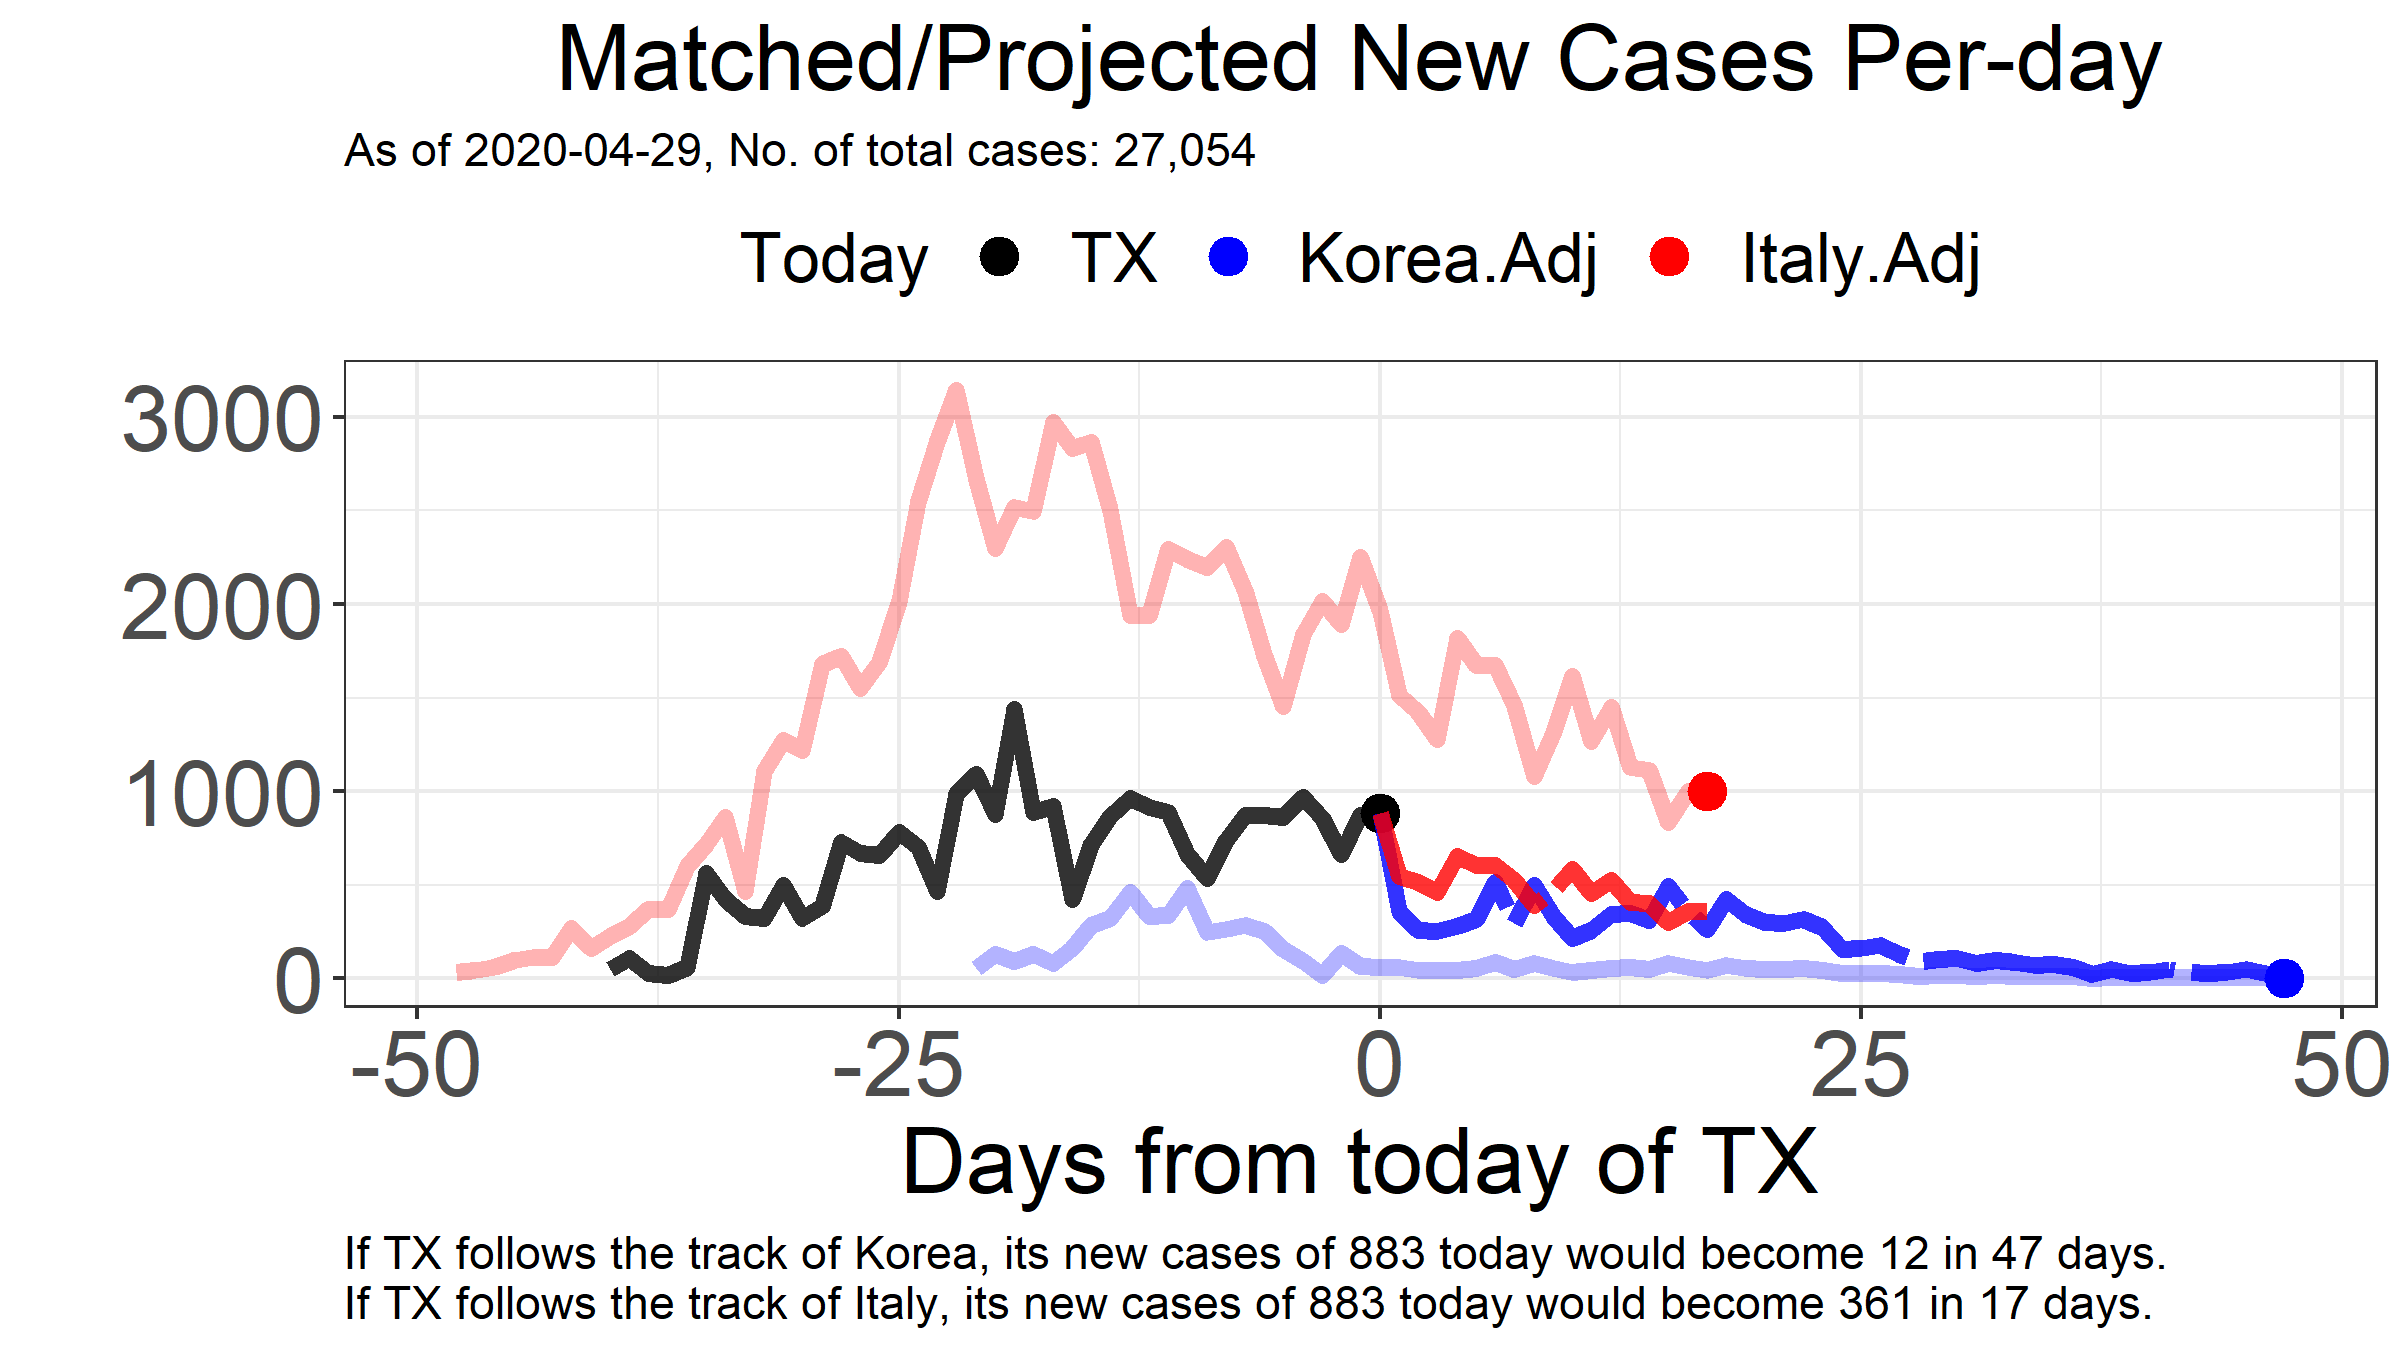 Matched/Projected New Cases Per-day
As of 2020-04-29, No. of total cases: 27,054
Today TX Korea.Adj Italy.Adj
3000
2000
1000
0
-50 -25 0 25 50
Days from today of TX
If TX follows the track of Korea, its new cases of 883 today would become 12 in 47 days.
If TX follows the track of Italy, its new cases of 883 today would become 361 in 17 days.